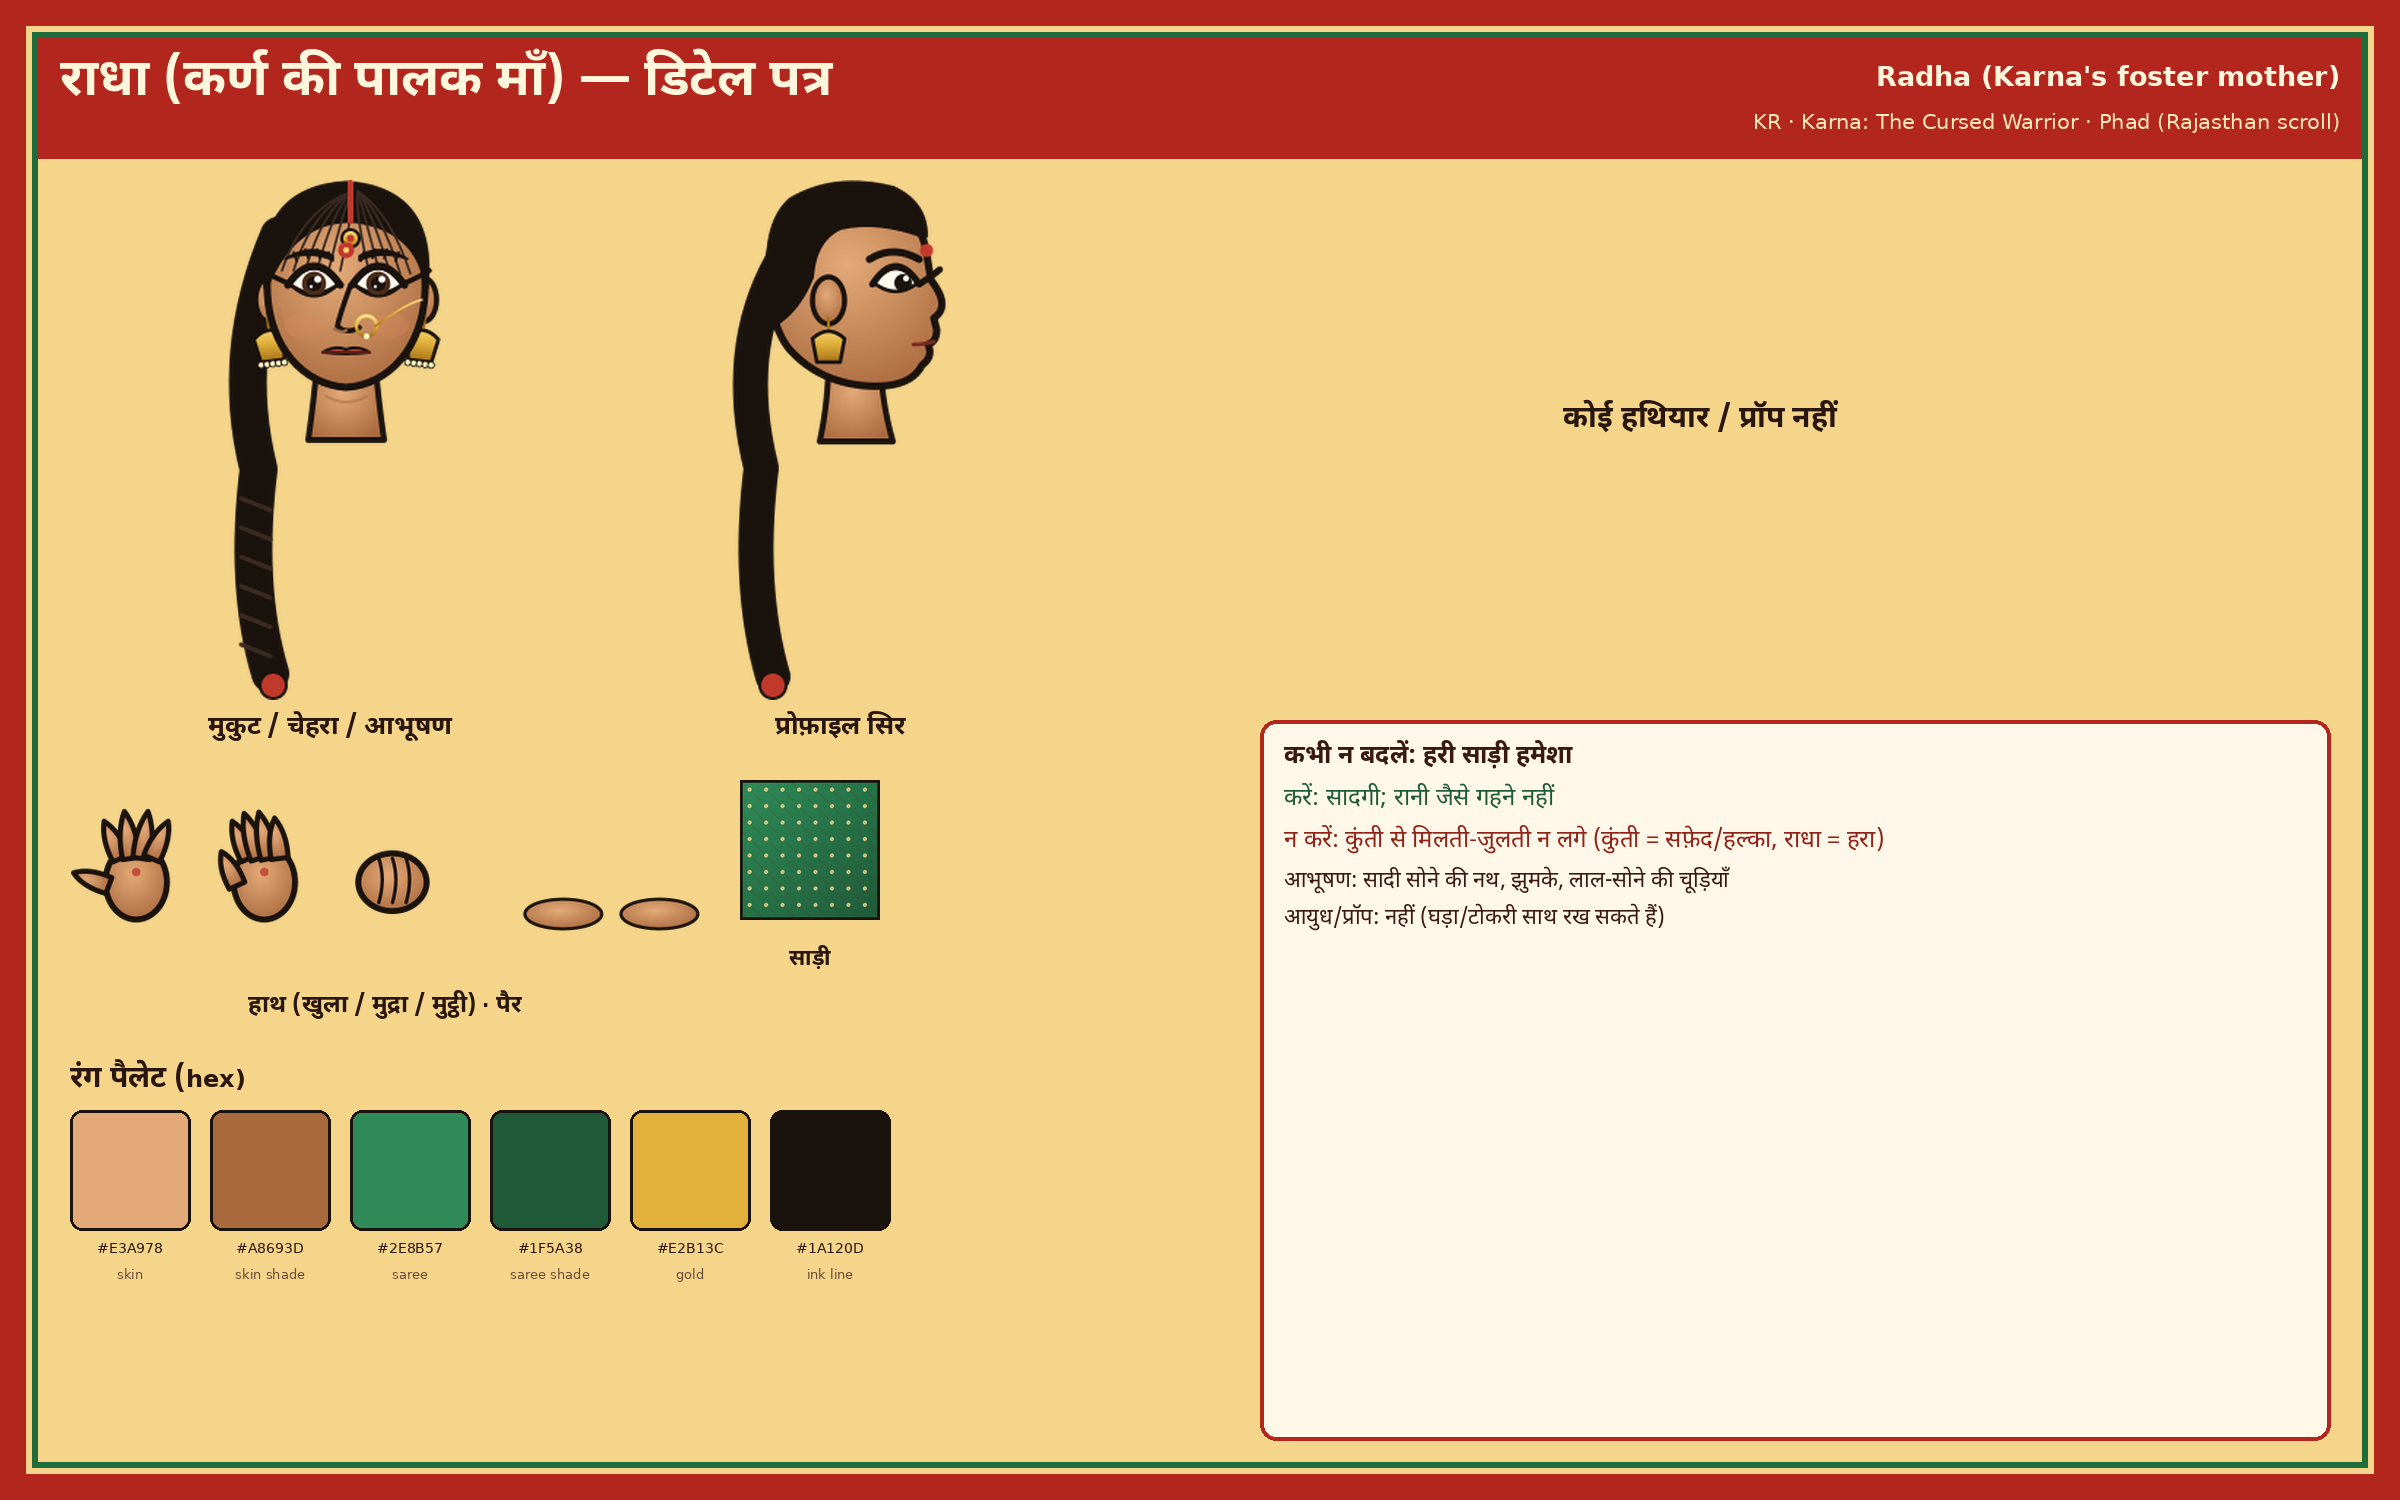 राधा (कर्ण की पालक माँ) — डिटेल पत्र
Radha (Karna's foster mother)
KR · Karna: The Cursed Warrior · Phad (Rajasthan scroll)
कोई हथियार / प्रॉप नहीं
मुकुट / चेहरा / आभूषण
प्रोफ़ाइल सिर
साड़ी
हाथ (खुला / मुद्रा / मुट्ठी) · पैर
कभी न बदलें: हरी साड़ी हमेशा
करें: सादगी; रानी जैसे गहने नहीं
न करें: कुंती से मिलती-जुलती न लगे (कुंती = सफ़ेद/हल्का, राधा = हरा)
आभूषण: सादी सोने की नथ, झुमके, लाल-सोने की चूड़ियाँ
आयुध/प्रॉप: नहीं (घड़ा/टोकरी साथ रख सकते हैं)
रंग पैलेट (hex)
#E3A978 #A8693D #2E8B57 #1F5A38 #E2B13C #1A120D
skin skin shade saree saree shade gold ink line